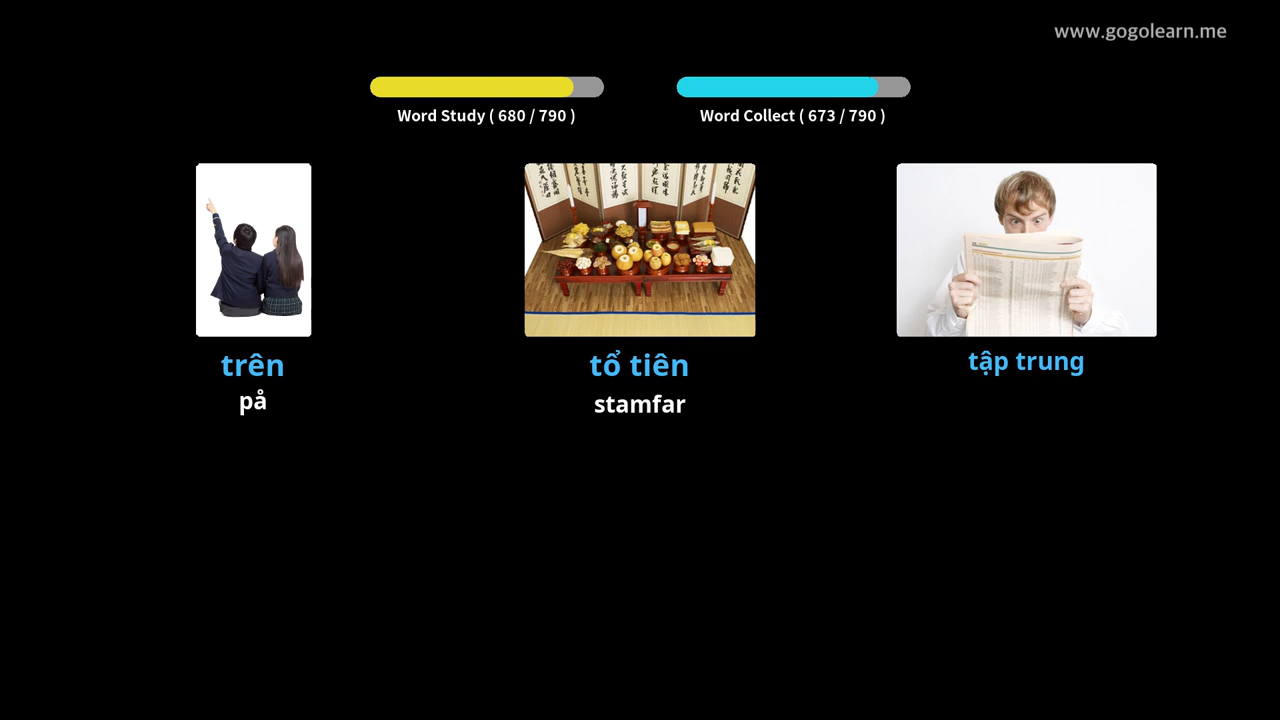 www.gogolearn.me
Word Study ( 680 / 790 )
Word Collect ( 673 / 790 )
trên
på
tổ tiên
stamfar
tập trung